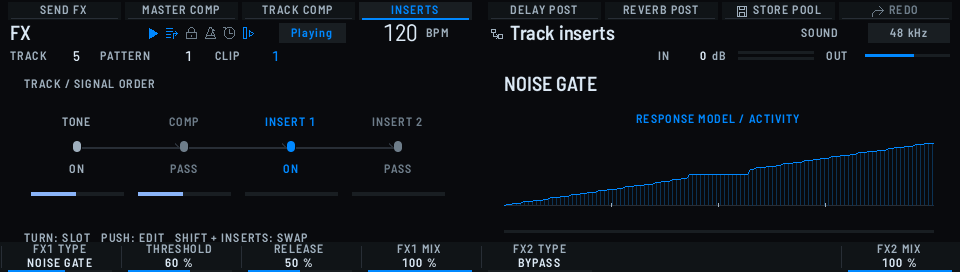 SEND FX MASTER COMP TRACK COMP INSERTS DELAY POST REVERB POST STORE POOL REDO
FX Playing 120 BPM Track inserts SOUND 48 kHz
TRACK 5 PATTERN 1 CLIP 1 IN 0 dB OUT
TRACK / SIGNAL ORDER
NOISE GATE
TONE COMP INSERT 1 INSERT 2
RESPONSE MODEL / ACTIVITY
ON PASS ON PASS
TURN: SLOT PUSH: EDIT SHIFT + INSERTS: SWAP
FX1 TYPE THRESHOLD RELEASE FX1 MIX FX2 TYPE FX2 MIX
NOISE GATE 60 % 50 % 100 % BYPASS 100 %